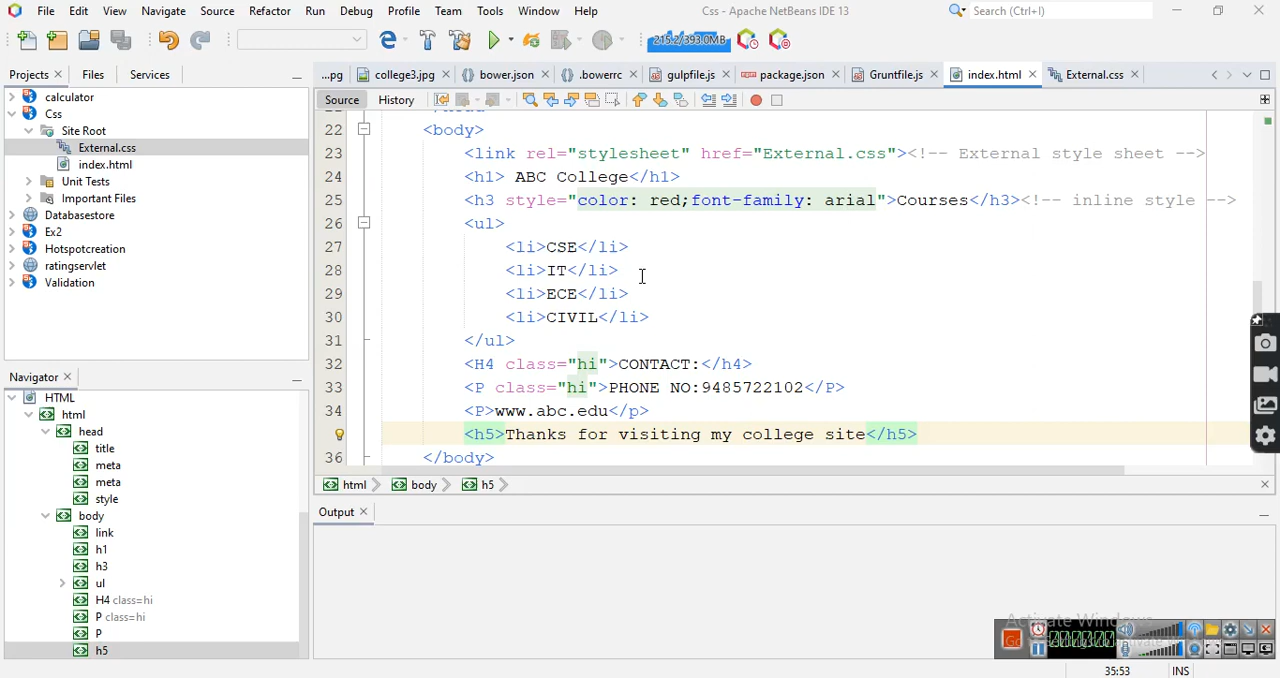 File Edit View Navigate Source Refactor Run Debug Profile Team Tools Window Help Css - Apache NetBeans IDE 13 Search (Ctrl+I)
215.2/393.0MB
Projects Files Services
...pg college3.jpg bower.json .bowerrc gulpfile.js package.json Gruntfile.js index.html External.css
Source History
calculator
Css
Site Root
External.css
index.html
Unit Tests
Important Files
Databasestore
Ex2
Hotspotcreation
ratingservlet
Validation
22 <body>
23 <link rel="stylesheet" href="External.css"><!-- External style sheet -->
24 <h1> ABC College</h1>
25 <h3 style="color: red;font-family: arial">Courses</h3><!-- inline style -->
26 <ul>
27 <li>CSE</li>
28 <li>IT</li>
29 <li>ECE</li>
30 <li>CIVIL</li>
31 </ul>
32 <H4 class="hi">CONTACT:</h4>
33 <P class="hi">PHONE NO:9485722102</P>
34 <P>www.abc.edu</p>
<h5>Thanks for visiting my college site</h5>
36 </body>
html body h5
Navigator
HTML
html
head
title
meta
meta
style
body
link
h1
h3
ul
H4 class=hi
P class=hi
P
h5
Output
Activate Windows
35:53 INS